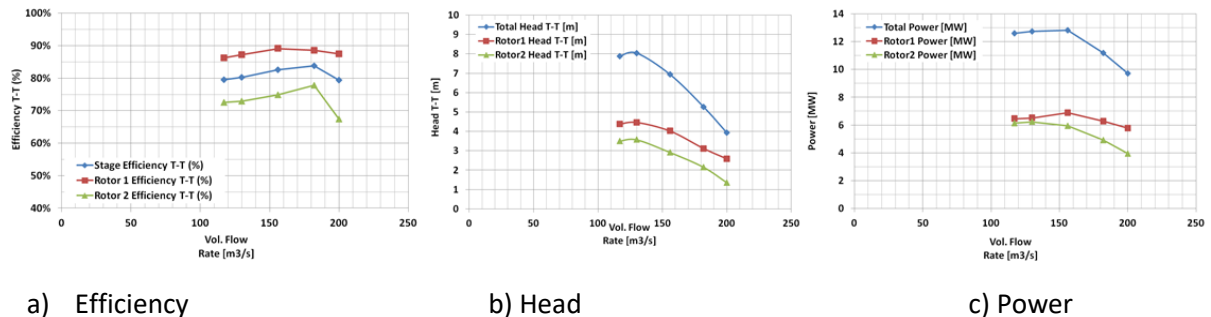 100%
90%
80%
70%
60%
50%
40%
Efficiency T-T (%)
Stage Efficiency T-T (%)
Rotor 1 Efficiency T-T (%)
Rotor 2 Efficiency T-T (%)
0 50 100 150 200 250
Vol. Flow
Rate [m3/s]
10
9
8
7
6
5
4
3
2
1
0
Head T-T [m]
Total Head T-T [m]
Rotor1 Head T-T [m]
Rotor2 Head T-T [m]
0 50 100 150 200 250
Vol. Flow
Rate [m3/s]
14
12
10
8
6
4
2
0
Power [MW]
Total Power [MW]
Rotor1 Power [MW]
Rotor2 Power [MW]
0 50 100 150 200 250
Vol. Flow
Rate [m3/s]
a) Efficiency
b) Head
c) Power